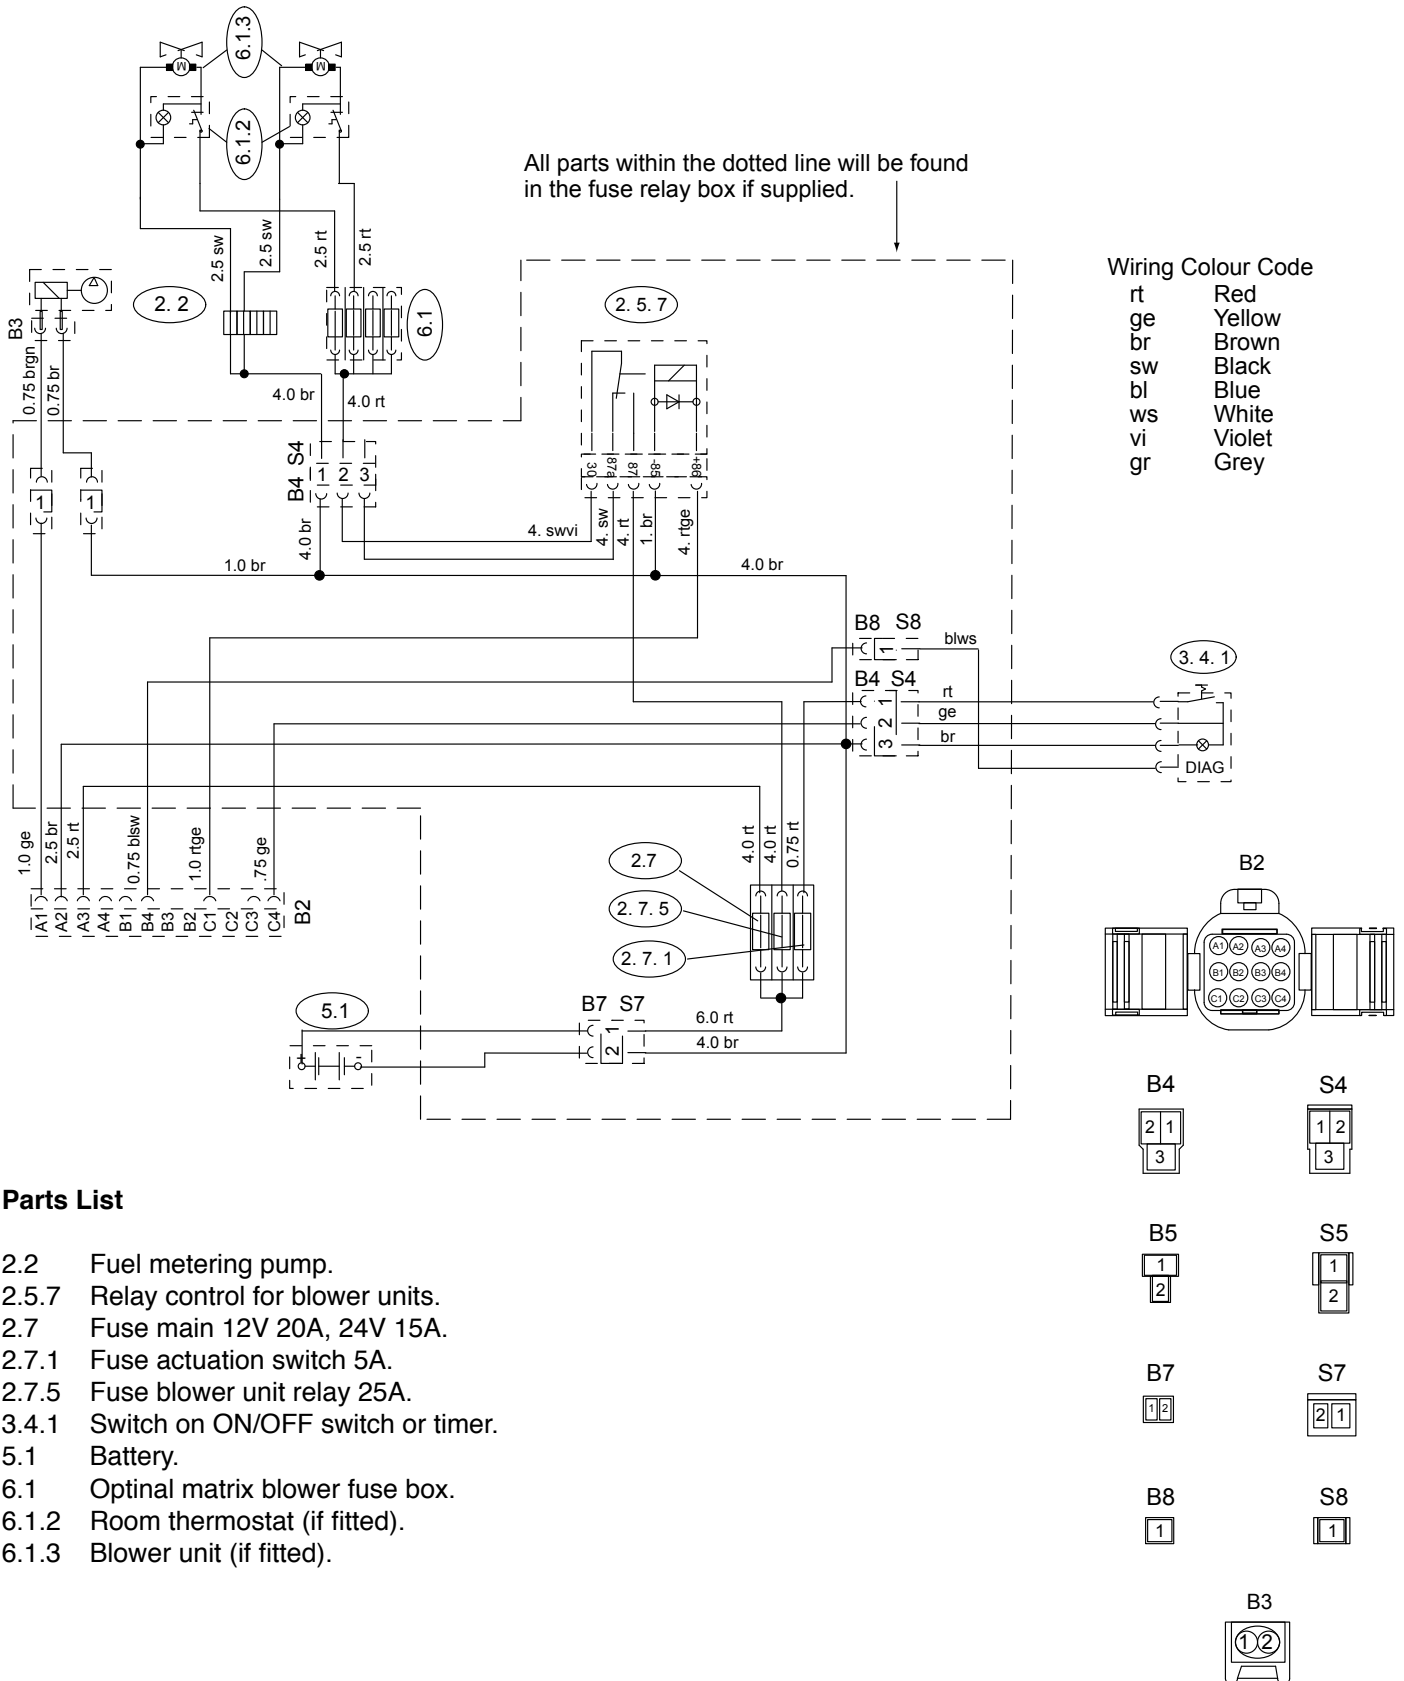 6.1.3
M
M
6.1.2
All parts within the dotted line will be found
in the fuse relay box if supplied.
2.5 sw
2.5 sw
2.5 rt
2.5 rt
2. 2
6.1
2. 5. 7
B3
0.75 brgn
0.75 br
4.0 br
4.0 rt
Wiring Colour Code
rt Red
ge Yellow
br Brown
sw Black
bl Blue
ws White
vi Violet
gr Grey
B4 S4
1 2 3
1
1
30
87a
87
-85
+86
4.0 br
4. swvi
4. sw
4. rt
1. br
4. rtge
1.0 br
4.0 br
B8 S8
1
blws
B4 S4
1
2
3
rt
ge
br
3. 4. 1
DIAG
1.0 ge
2.5 br
2.5 rt
0.75 blsw
1.0 rtge
.75 ge
A1 A2 A3 A4 B1 B4 B3 B2 C1 C2 C3 C4
B2
4.0 rt
4.0 rt
0.75 rt
2.7
2. 7. 5
2. 7. 1
5.1
+ -
B7 S7
1
2
6.0 rt
4.0 br
B2
A1 A2 A3 A4
B1 B2 B3 B4
C1 C2 C3 C4
B4 S4
2 1 1 2
3 3
B5 S5
1 1
2 2
B7 S7
1 2 2 1
B8 S8
1 1
B3
1 2
Parts List
2.2 Fuel metering pump.
2.5.7 Relay control for blower units.
2.7 Fuse main 12V 20A, 24V 15A.
2.7.1 Fuse actuation switch 5A.
2.7.5 Fuse blower unit relay 25A.
3.4.1 Switch on ON/OFF switch or timer.
5.1 Battery.
6.1 Optinal matrix blower fuse box.
6.1.2 Room thermostat (if fitted).
6.1.3 Blower unit (if fitted).